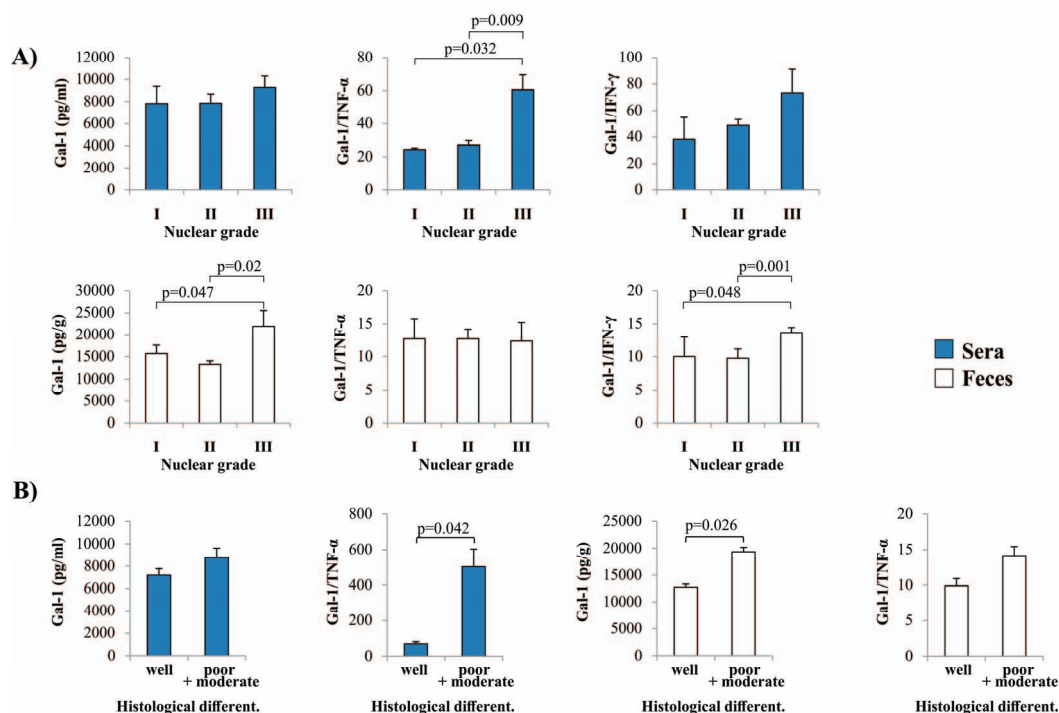 A)
Gal-1 (pg/ml)
12000
10000
8000
6000
4000
2000
0
I II III
Nuclear grade
p=0.009
p=0.032
Gal-1/TNF-α
80
60
40
20
0
I II III
Nuclear grade
Gal-1/IFN-γ
100
80
60
40
20
0
I II III
Nuclear grade
p=0.02
p=0.047
Gal-1 (pg/g)
30000
25000
20000
15000
10000
5000
0
I II III
Nuclear grade
Gal-1/TNF-α
20
15
10
5
0
I II III
Nuclear grade
p=0.001
p=0.048
Gal-1/IFN-γ
20
15
10
5
0
I II III
Nuclear grade
Sera
Feces
B)
Gal-1 (pg/ml)
12000
10000
8000
6000
4000
2000
0
well poor
+ moderate
Histological different.
p=0.042
Gal-1/TNF-α
800
600
400
200
0
well poor
+ moderate
Histological different.
p=0.026
Gal-1 (pg/g)
25000
20000
15000
10000
5000
0
well poor
+ moderate
Histological different.
Gal-1/TNF-α
20
15
10
5
0
well poor
+ moderate
Histological different.